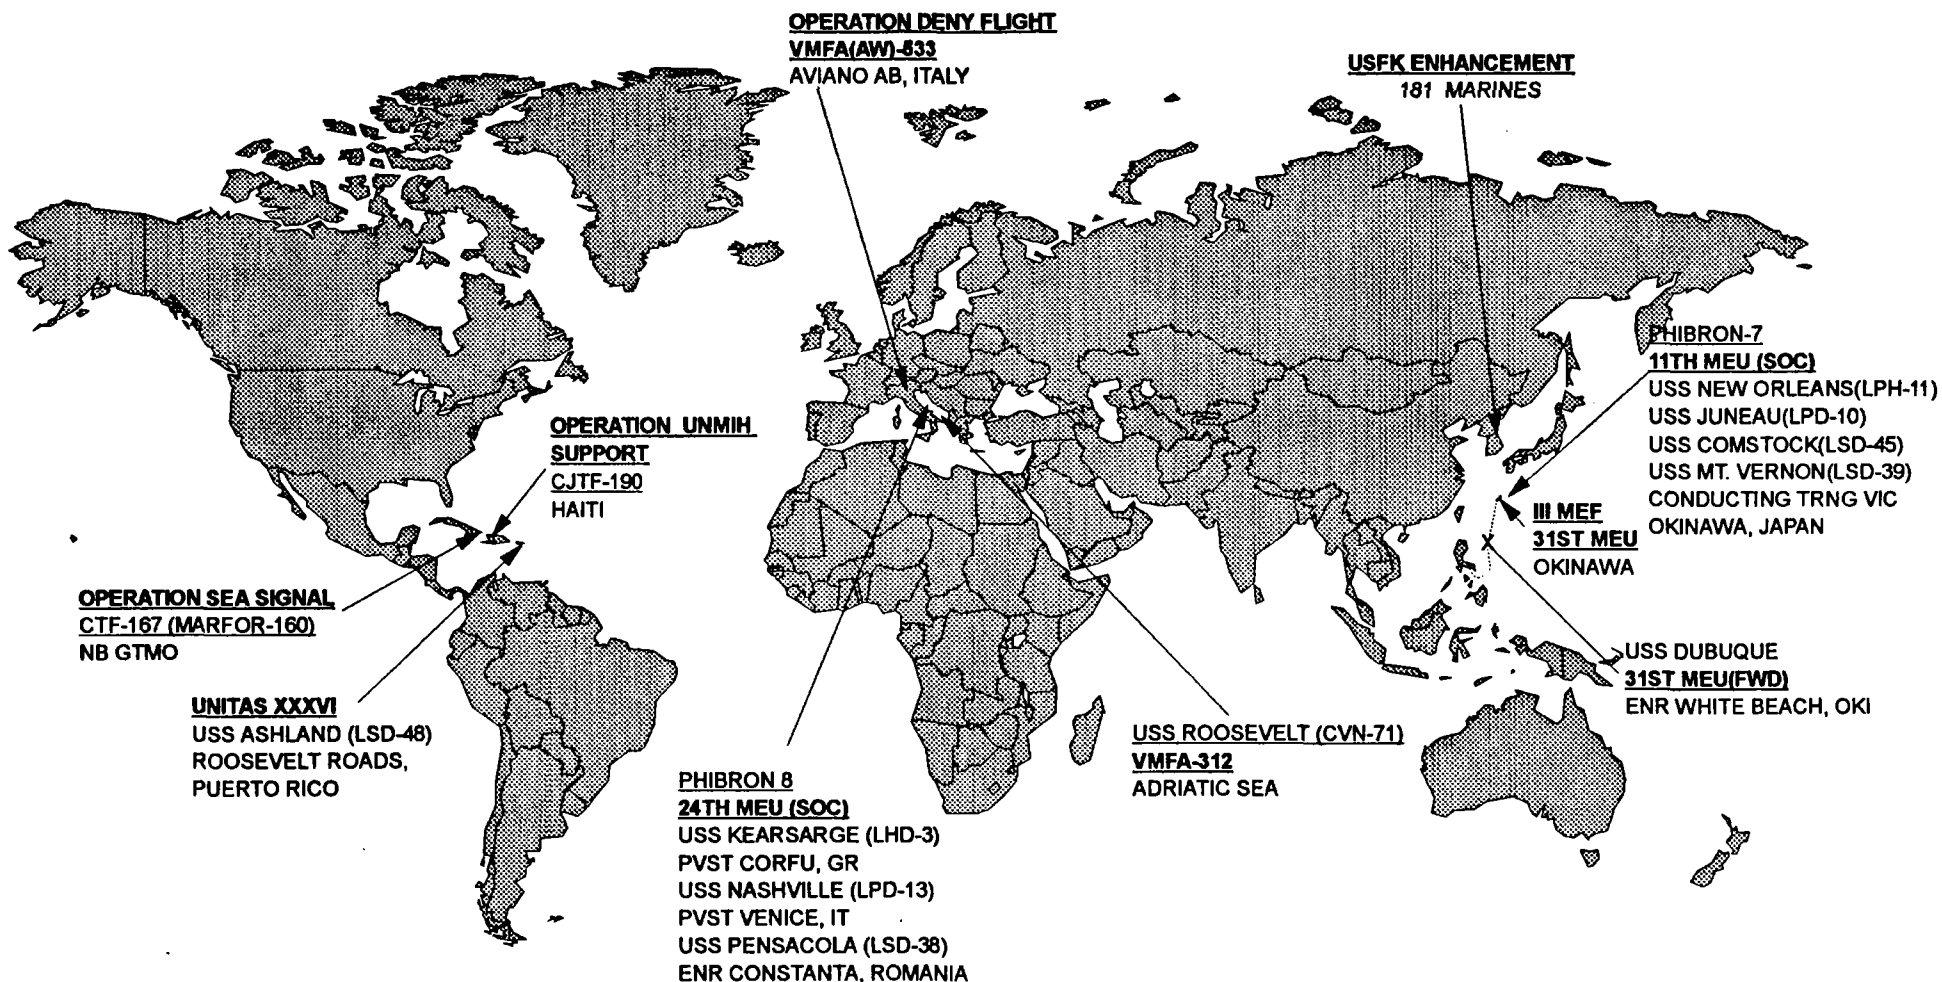 OPERATION DENY FLIGHT
VMFA(AW)-533
AVIANO AB, ITALY
USFK ENHANCEMENT
181 MARINES
PHIBRON-7
11TH MEU (SOC)
USS NEW ORLEANS(LPH-11)
USS JUNEAU(LPD-10)
USS COMSTOCK(LSD-45)
USS MT. VERNON(LSD-39)
CONDUCTING TRNG VIC
OKINAWA, JAPAN
OPERATION UNMIH
SUPPORT
CJTF-190
HAITI
III MEF
31ST MEU
OKINAWA
X
OPERATION SEA SIGNAL
CTF-167 (MARFOR-160)
NB GTMO
USS DUBUQUE
31ST MEU(FWD)
ENR WHITE BEACH, OKI
UNITAS XXXVI
USS ASHLAND (LSD-48)
ROOSEVELT ROADS,
PUERTO RICO
USS ROOSEVELT (CVN-71)
VMFA-312
ADRIATIC SEA
PHIBRON 8
24TH MEU (SOC)
USS KEARSARGE (LHD-3)
PVST CORFU, GR
USS NASHVILLE (LPD-13)
PVST VENICE, IT
USS PENSACOLA (LSD-38)
ENR CONSTANTA, ROMANIA